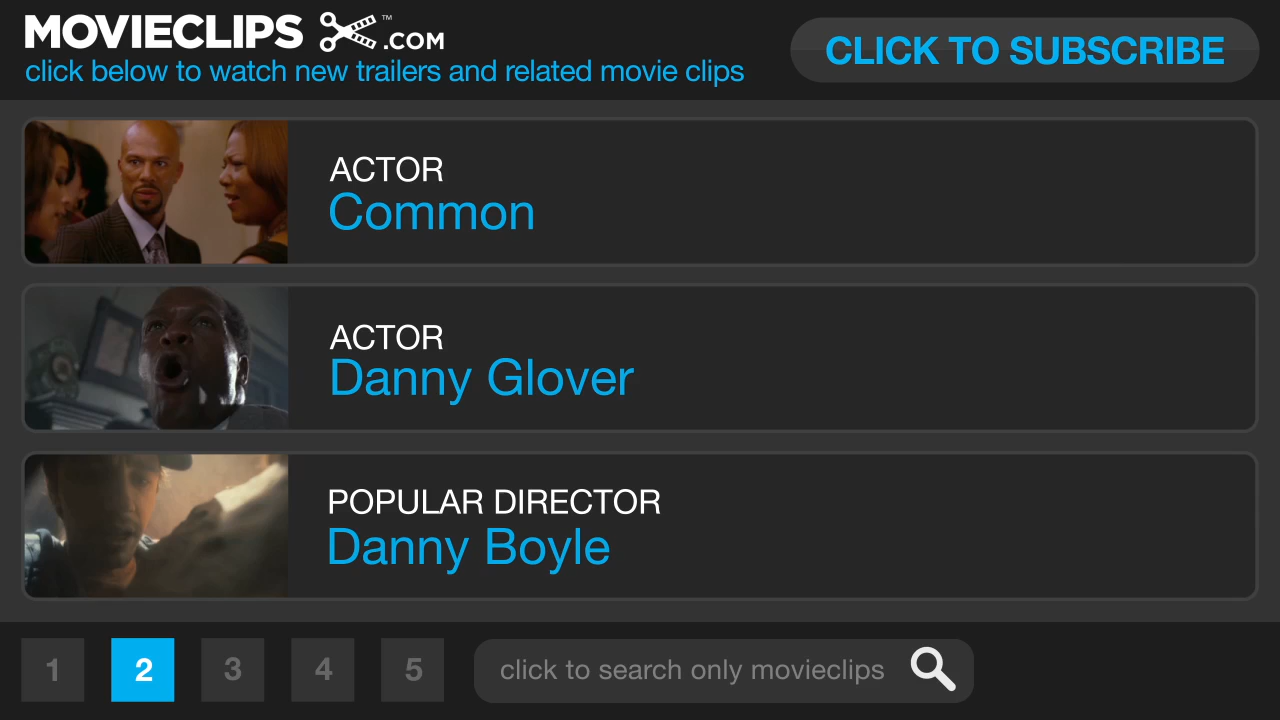 MOVIECLIPS ™ .COM
click below to watch new trailers and related movie clips
CLICK TO SUBSCRIBE
ACTOR
Common
ACTOR
Danny Glover
POPULAR DIRECTOR
Danny Boyle
1 2 3 4 5
click to search only movieclips